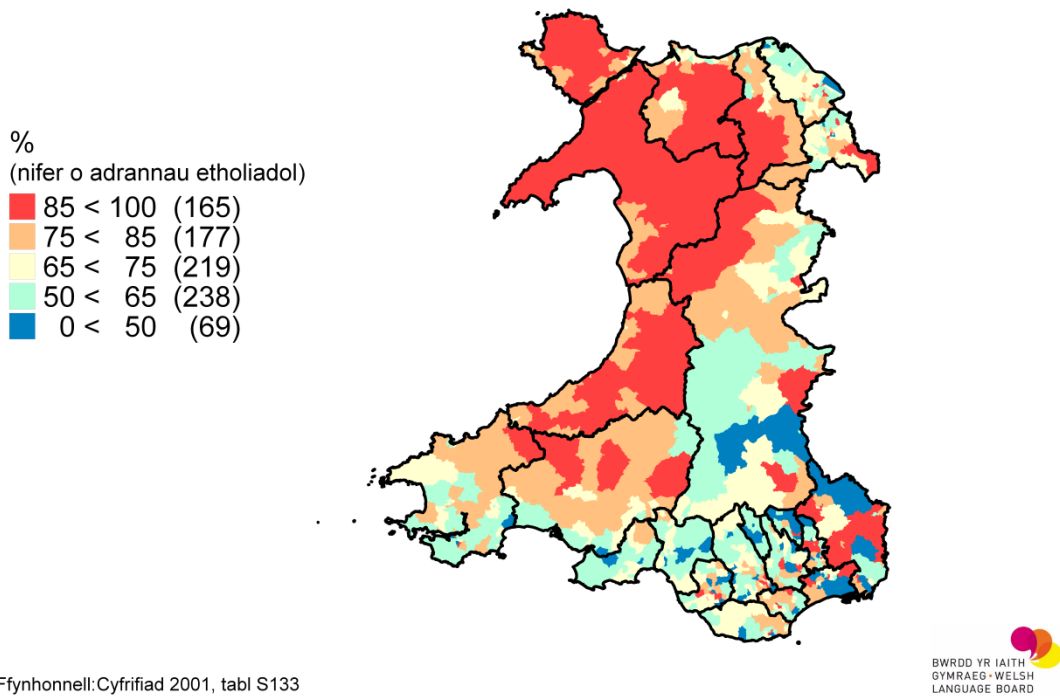 %
(nifer o adrannau etholiadol)
85 < 100 (165)
75 < 85 (177)
65 < 75 (219)
50 < 65 (238)
0 < 50 (69)
Ffynhonnell:Cyfrifiad 2001, tabl S133
BWRDD YR IAITH
GYMRAEG • WELSH
LANGUAGE BOARD